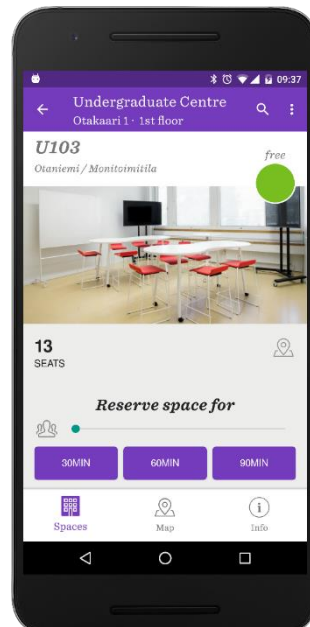 09:37
Undergraduate Centre
Otakaari 1 · 1st floor
U103
free
Otaniemi / Monitoimitila
13
SEATS
Reserve space for
30MIN 60MIN 90MIN
Spaces Map Info